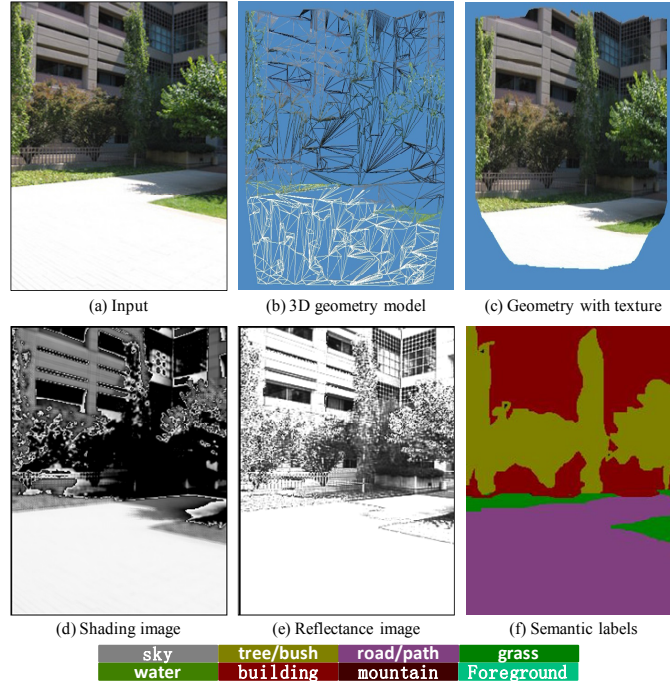 (a) Input
(b) 3D geometry model
(c) Geometry with texture
(d) Shading image
(e) Reflectance image
(f) Semantic labels
sky tree/bush road/path grass
water building mountain Foreground